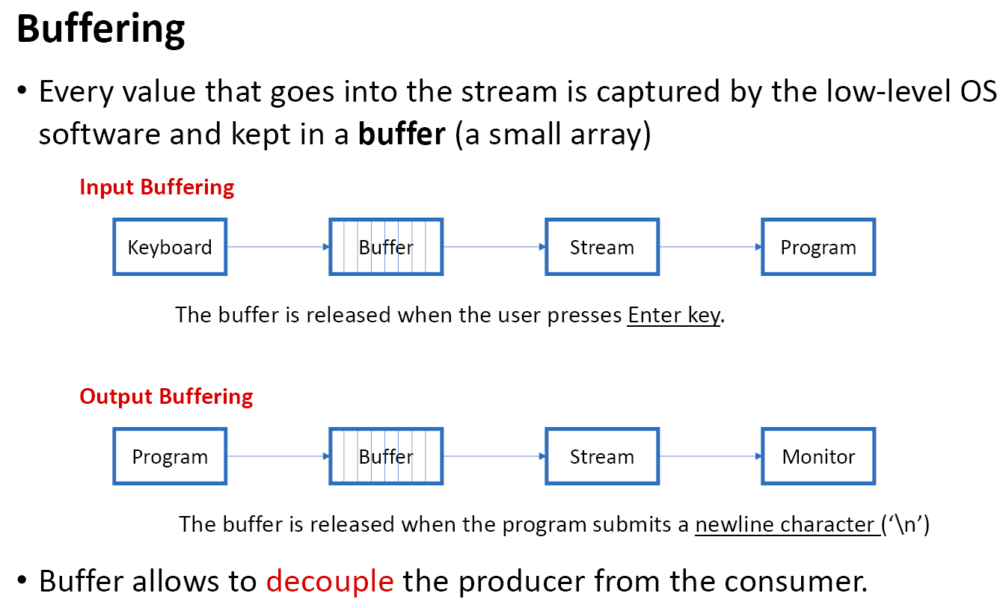 Buffering
• Every value that goes into the stream is captured by the low-level OS
software and kept in a buffer (a small array)
Input Buffering
Keyboard Buffer Stream Program
The buffer is released when the user presses Enter key.
Output Buffering
Program Buffer Stream Monitor
The buffer is released when the program submits a newline character (‘\n’)
• Buffer allows to decouple the producer from the consumer.